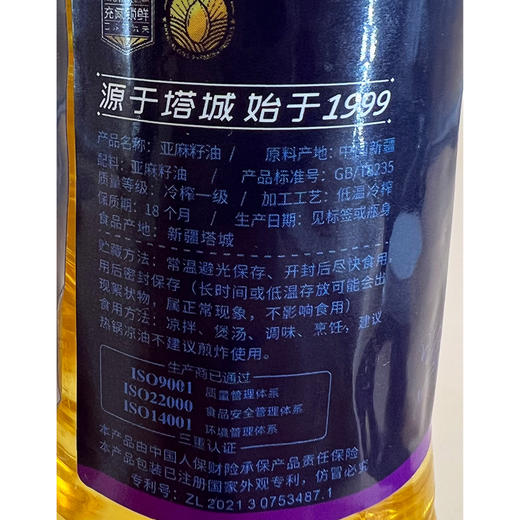 充氮锁鲜
源于塔城 始于1999
产品名称：亚麻籽油 / 原料产地：中国新疆
配料：亚麻籽油 / 产品标准号：GB/T8235
质量等级：冷榨一级 / 加工工艺：低温冷榨
保质期：18个月 / 生产日期：见标签或瓶身
食品产地：新疆塔城
贮藏方法：常温避光保存、开封后尽快食用，
用后密封保存（长时间或低温存放可能会出
现絮状物，属正常现象，不影响食用）
食用方法：凉拌、煲汤、调味、烹饪，建议
热锅凉油不建议煎炸使用。
生产商已通过
ISO9001 质量管理体系
ISO22000 食品安全管理体系
ISO14001 环境管理体系
三重认证
本产品由中国人保财险承保产品责任保险
本产品包装已注册国家外观专利，仿冒必究
专利号：ZL 2021 3 0753487.1